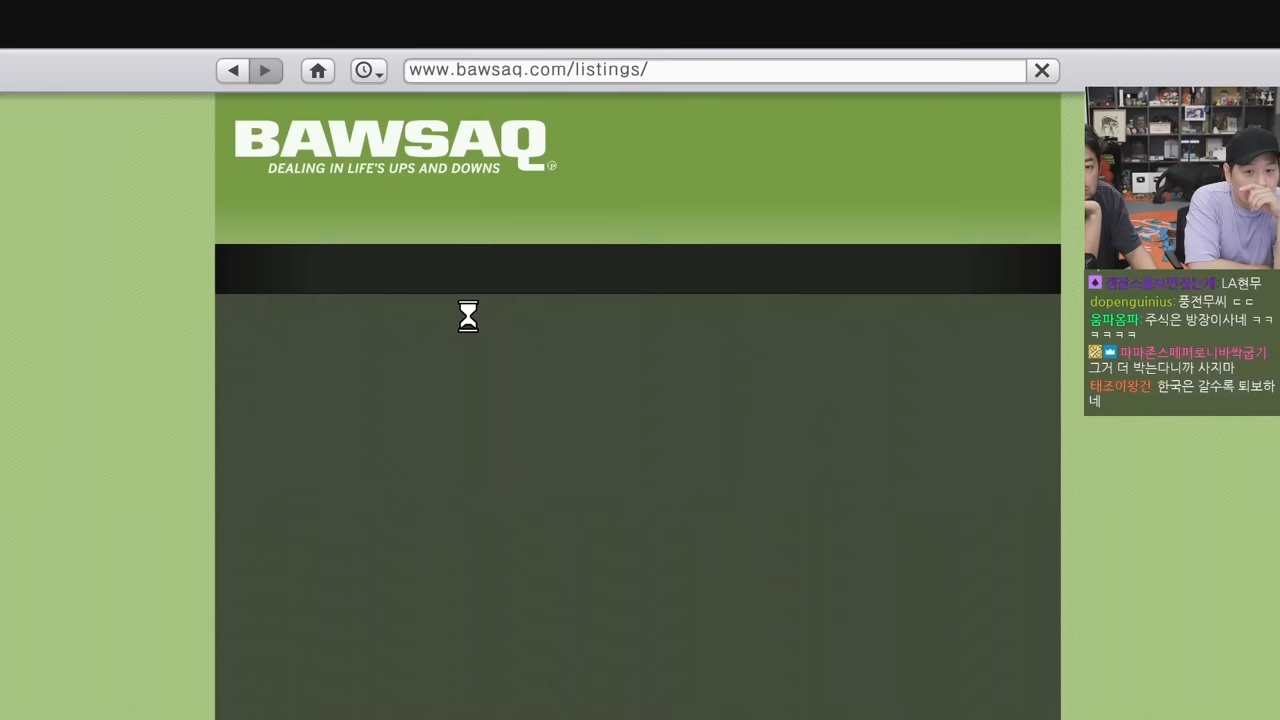 www.bawsaq.com/listings/
BAWSAQ
DEALING IN LIFE'S UPS AND DOWNS
LA현무
dopenguinius: 풍전무씨 ㄷㄷ
움파옴파: 주식은 방장이사네 ㅋㅋ
ㅋㅋㅋㅋ
파파존스페퍼로니바싹굽기:
그거 더 박는다니까 사지마
태조이왕건: 한국은 갈수록 퇴보하
네